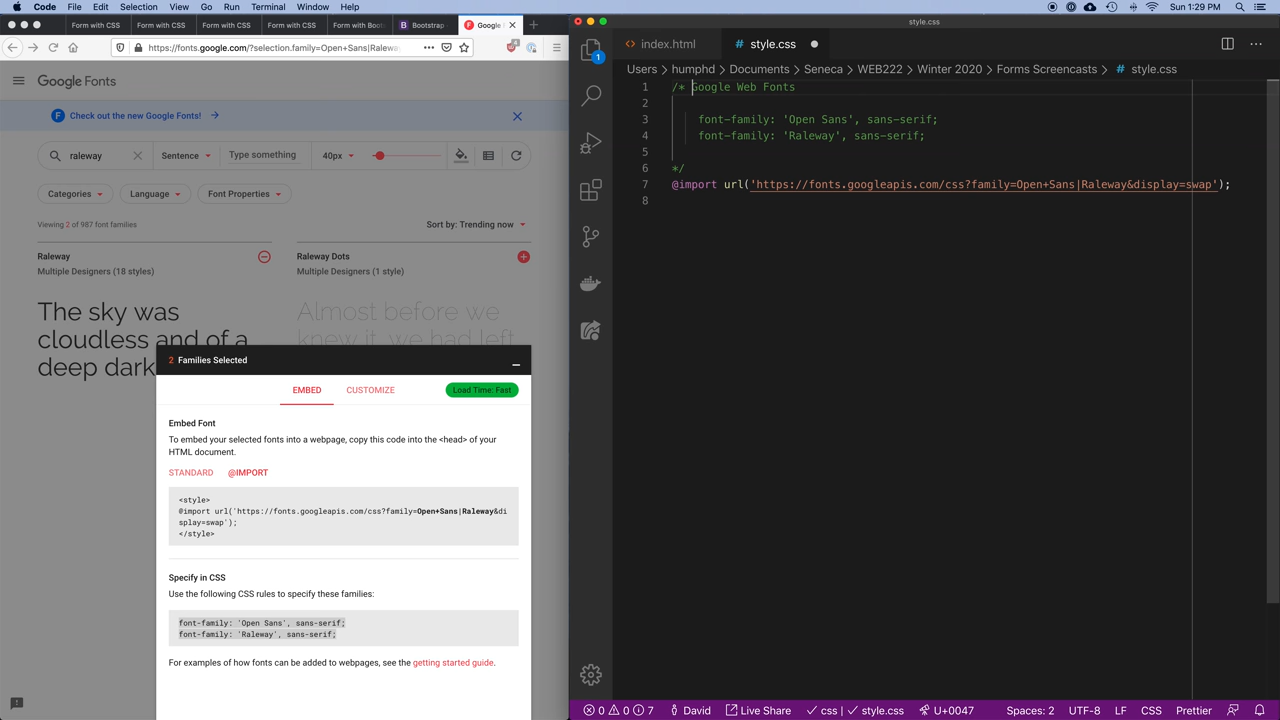 Code File Edit Selection View Go Run Terminal Window Help
Sun 1:29 PM
Form with CSS Form with CSS Form with CSS Form with CSS Form with Boots Bootstrap Google F
https://fonts.google.com/?selection.family=Open+Sans|Raleway
Google Fonts
Check out the new Google Fonts!
raleway Sentence Type something 40px
Categories Language Font Properties
Viewing 2 of 987 font families Sort by: Trending now
Raleway
Multiple Designers (18 styles)
The sky was
cloudless and of a
deep dark
Raleway Dots
Multiple Designers (1 style)
Almost before we
knew it, we had left
2 Families Selected
EMBED CUSTOMIZE Load Time: Fast
Embed Font
To embed your selected fonts into a webpage, copy this code into the <head> of your
HTML document.
STANDARD @IMPORT
<style>
@import url('https://fonts.googleapis.com/css?family=Open+Sans|Raleway&di
splay=swap');
</style>
Specify in CSS
Use the following CSS rules to specify these families:
font-family: 'Open Sans', sans-serif;
font-family: 'Raleway', sans-serif;
For examples of how fonts can be added to webpages, see the getting started guide.
style.css
index.html # style.css
Users > humphd > Documents > Seneca > WEB222 > Winter 2020 > Forms Screencasts > # style.css
1
1 /* Google Web Fonts
2
3 font-family: 'Open Sans', sans-serif;
4 font-family: 'Raleway', sans-serif;
5
6 */
7 @import url('https://fonts.googleapis.com/css?family=Open+Sans|Raleway&display=swap');
8
0 0 7 David Live Share css style.css U+0047 Spaces: 2 UTF-8 LF CSS Prettier